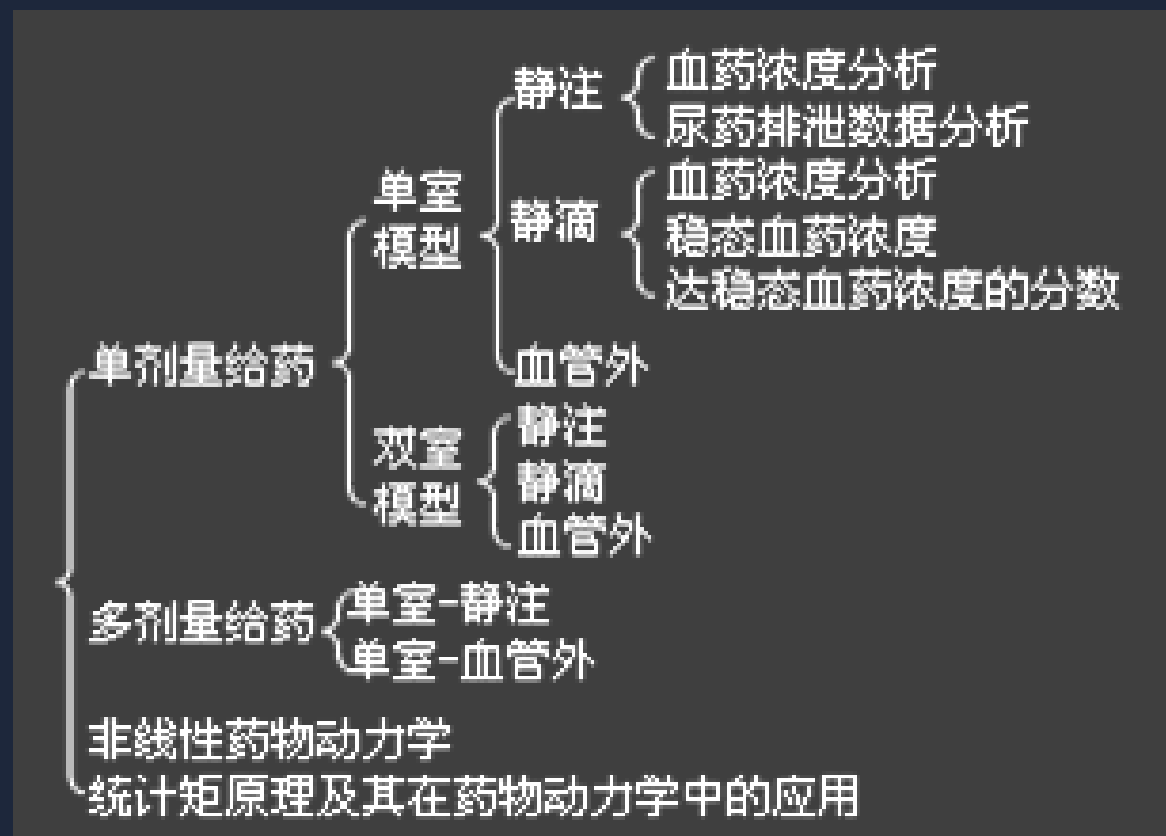 静注
血药浓度分析
尿药排泄数据分析
单室
模型
静滴
血药浓度分析
稳态血药浓度
达稳态血药浓度的分数
单剂量给药
血管外
双室
模型
静注
静滴
血管外
多剂量给药
单室-静注
单室-血管外
非线性药物动力学
统计矩原理及其在药物动力学中的应用